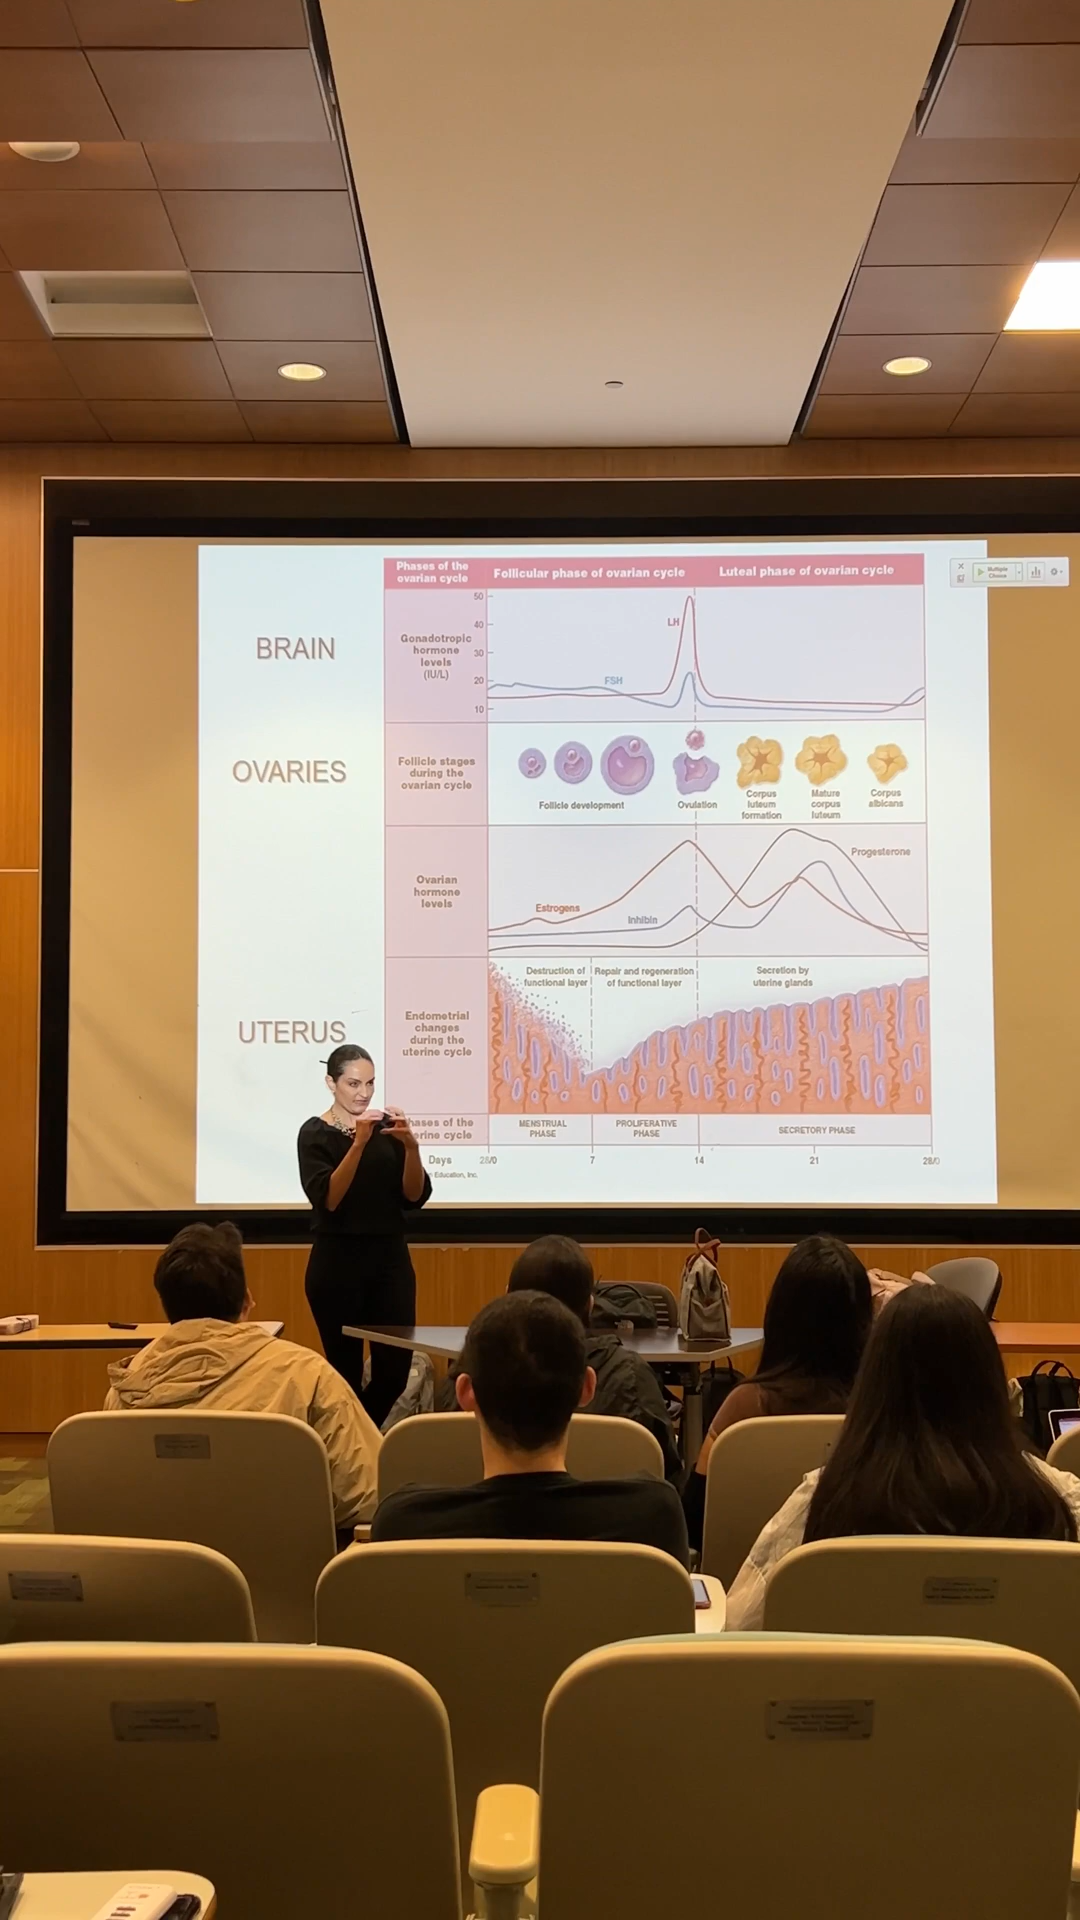 Phases of the
ovarian cycle
Follicular phase of ovarian cycle
Luteal phase of ovarian cycle
Multiple
Choice
BRAIN
Gonadotropic
hormone
levels
(IU/L)
50
40
30
20
10
LH
FSH
OVARIES
Follicle stages
during the
ovarian cycle
Follicle development
Ovulation
Corpus
luteum
formation
Mature
corpus
luteum
Corpus
albicans
Ovarian
hormone
levels
Estrogens
Inhibin
Progesterone
UTERUS
Endometrial
changes
during the
uterine cycle
Destruction of
functional layer
Repair and regeneration
of functional layer
Secretion by
uterine glands
hases of the
erine cycle
MENSTRUAL
PHASE
PROLIFERATIVE
PHASE
SECRETORY PHASE
Days
28/0
7
14
21
28/0
Education, Inc.